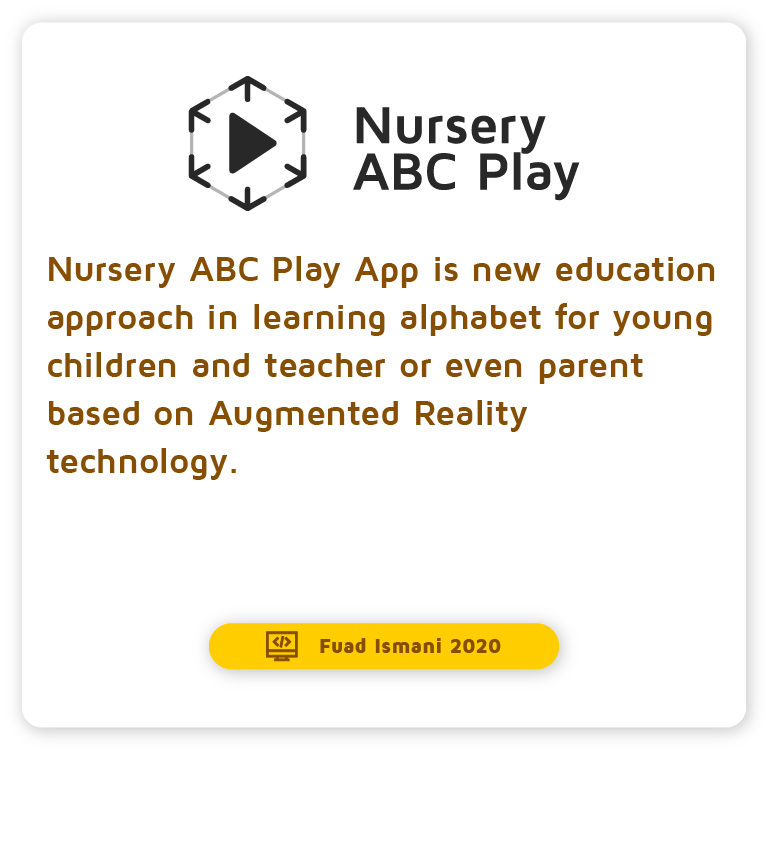 Nursery
ABC Play
Nursery ABC Play App is new education
approach in learning alphabet for young
children and teacher or even parent
based on Augmented Reality
technology.
Fuad Ismani 2020